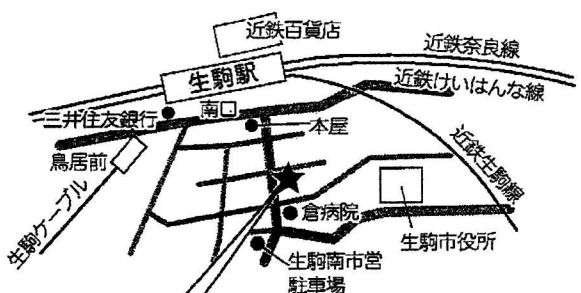 近鉄百貨店
近鉄奈良線
生駒駅
近鉄けいはんな線
三井住友銀行
南口
本屋
鳥居前
近鉄生駒線
生駒ケーブル
倉病院
生駒市役所
生駒南市営
駐車場